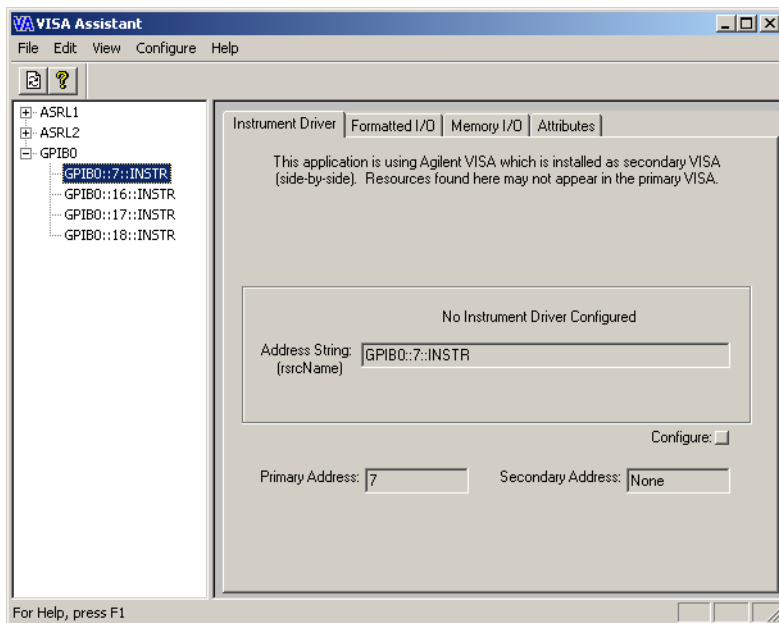 VISA Assistant
File Edit View Configure Help
ASRL1
ASRL2
GPIB0
GPIB0::7::INSTR
GPIB0::16::INSTR
GPIB0::17::INSTR
GPIB0::18::INSTR
Instrument Driver Formatted I/O Memory I/O Attributes
This application is using Agilent VISA which is installed as secondary VISA
(side-by-side). Resources found here may not appear in the primary VISA.
No Instrument Driver Configured
Address String: GPIB0::7::INSTR
(rsrcName)
Configure:
Primary Address: 7 Secondary Address: None
For Help, press F1